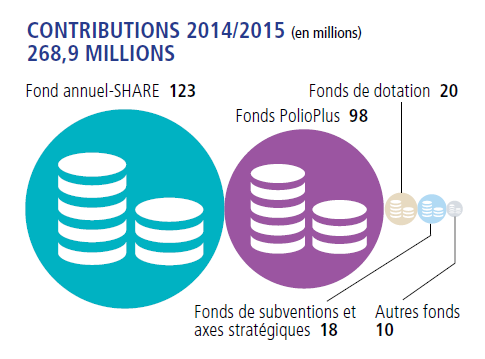 CONTRIBUTIONS 2014/2015 (en millions)
268,9 MILLIONS
Fond annuel-SHARE 123
Fonds de dotation 20
Fonds PolioPlus 98
Fonds de subventions et
axes stratégiques 18
Autres fonds
10